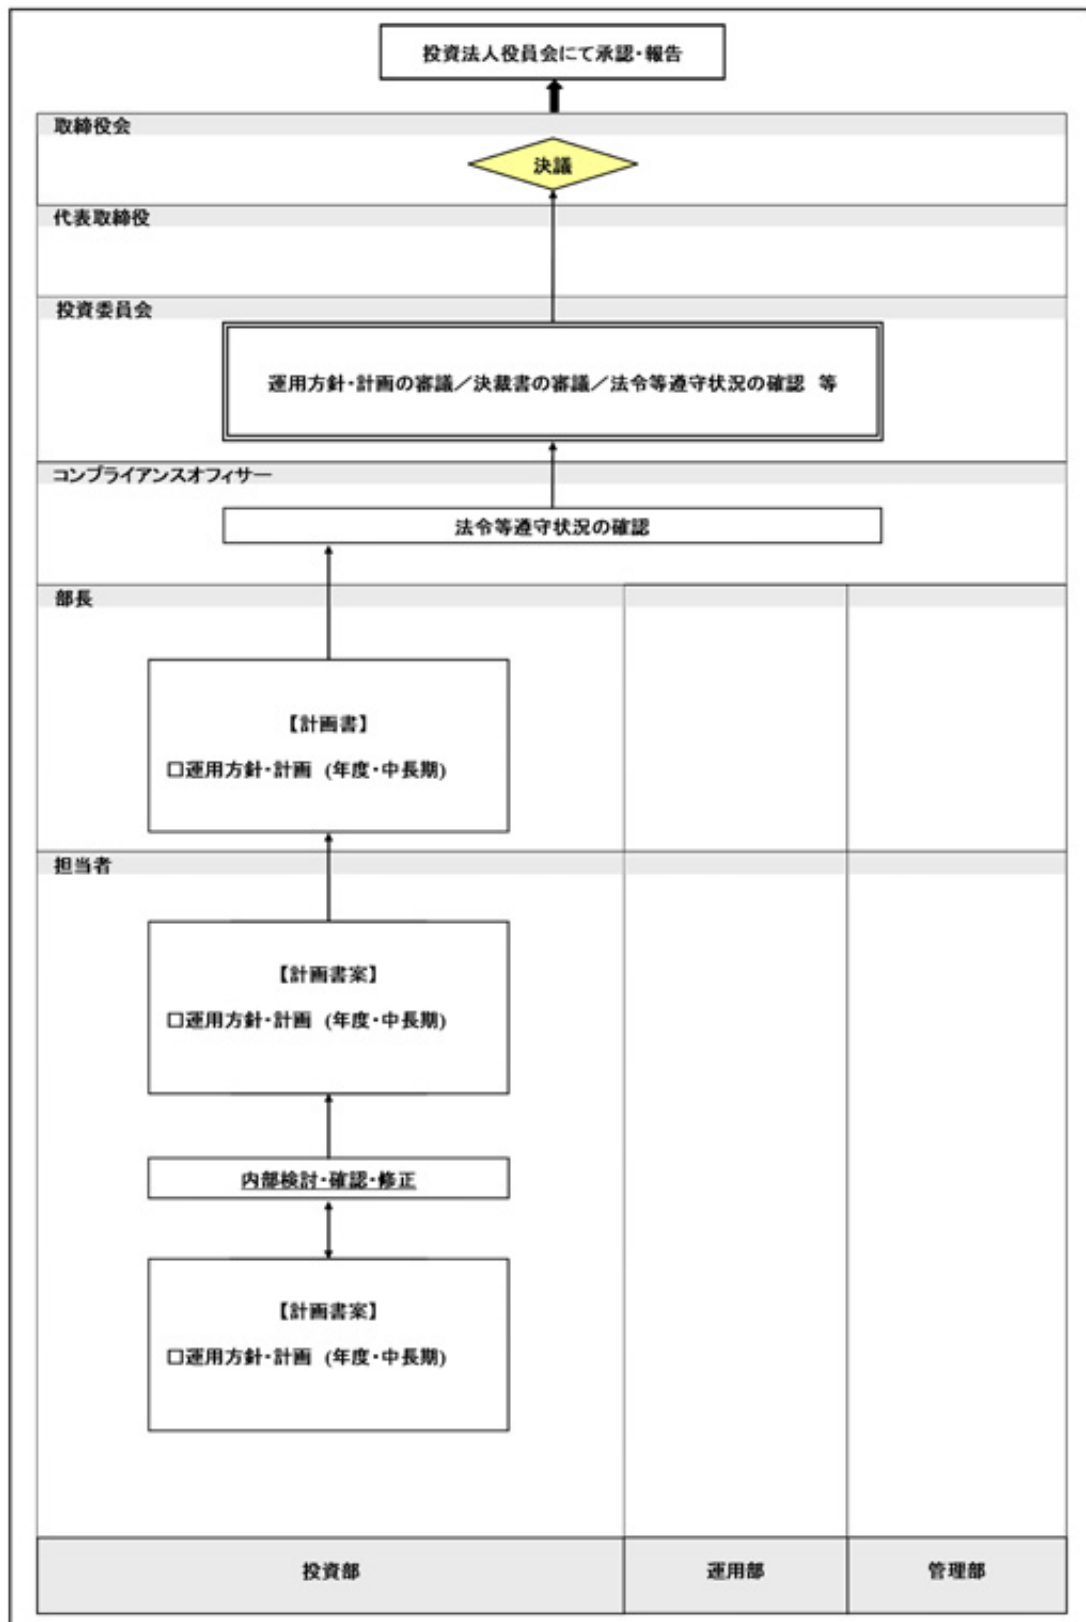 投資法人役員会にて承認・報告
取締役会
決議
代表取締役
投資委員会
運用方針・計画の審議／決裁書の審議／法令等遵守状況の確認 等
コンプライアンスオフィサー
法令等遵守状況の確認
部長
【計画書】
□運用方針・計画 (年度・中長期)
担当者
【計画書案】
□運用方針・計画 (年度・中長期)
内部検討・確認・修正
【計画書案】
□運用方針・計画 (年度・中長期)
投資部 運用部 管理部